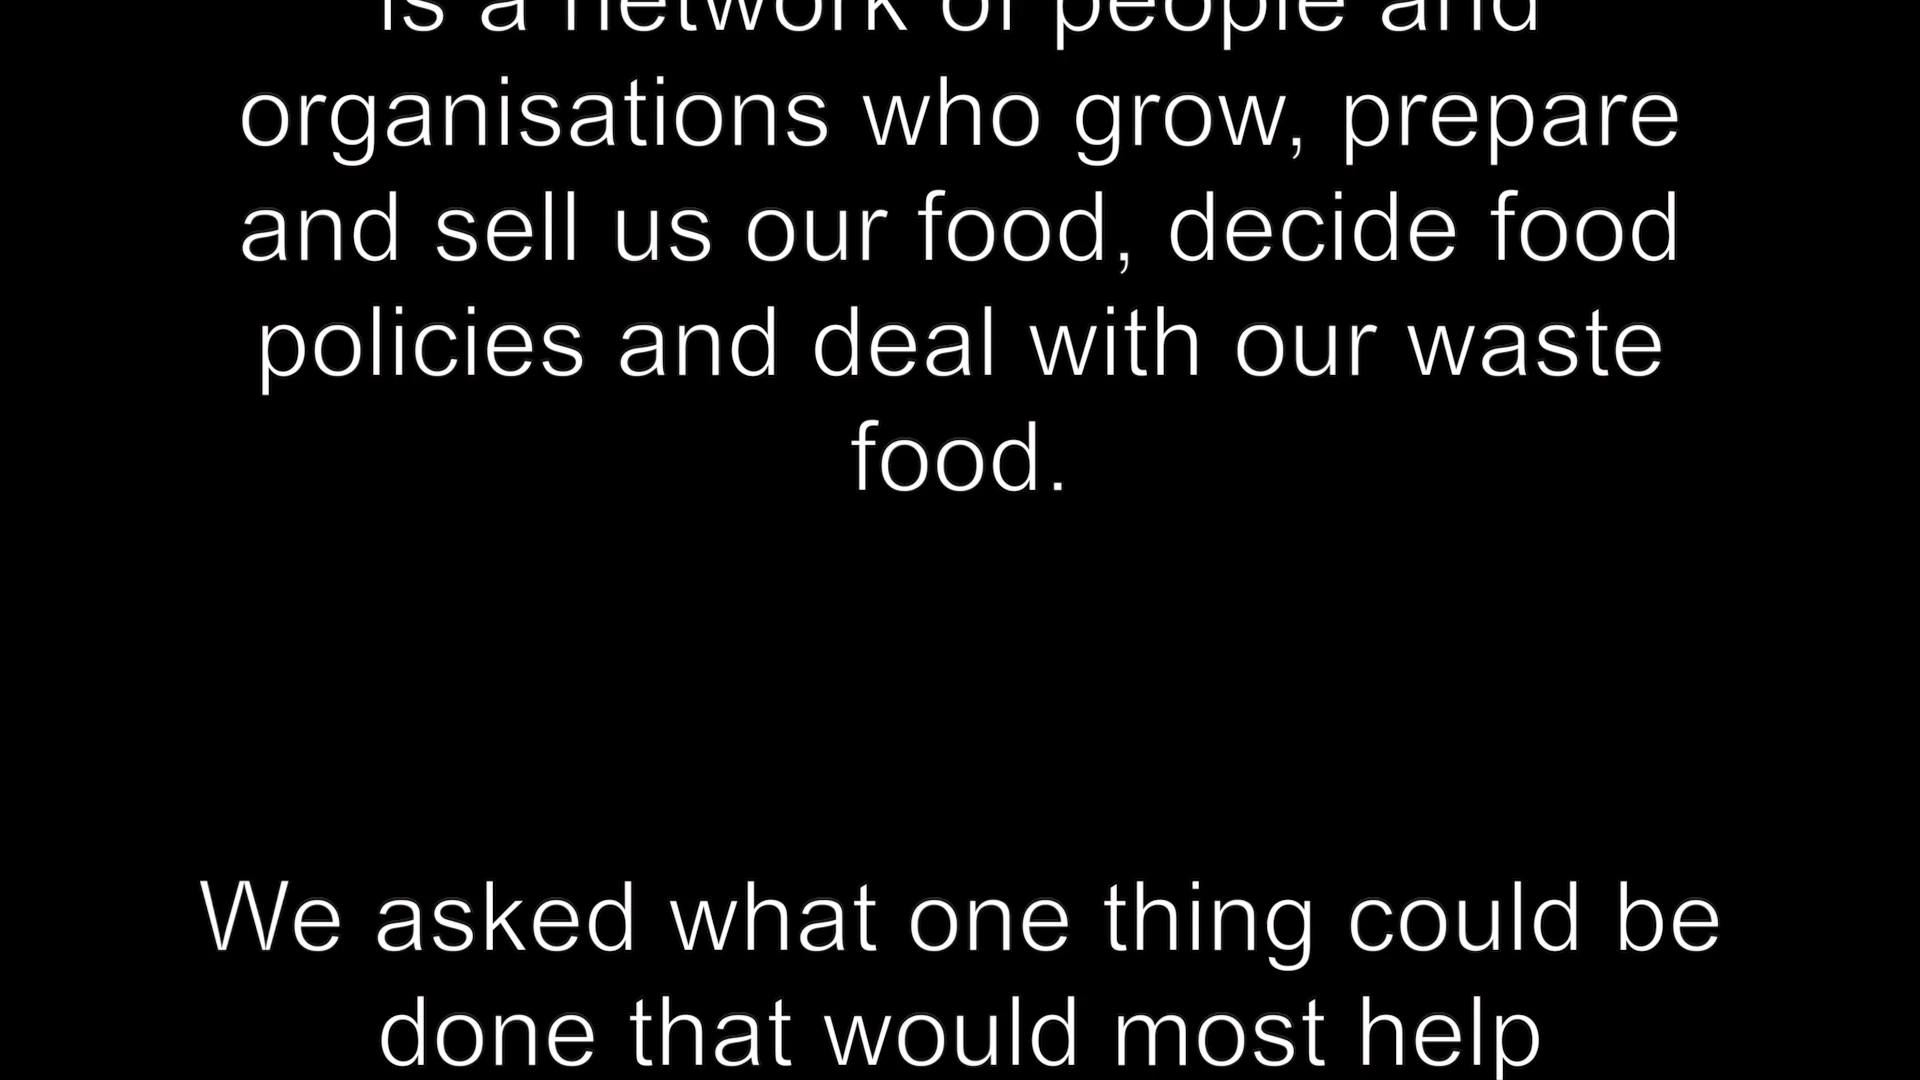 is a network of people and
organisations who grow, prepare
and sell us our food, decide food
policies and deal with our waste
food.
We asked what one thing could be
done that would most help